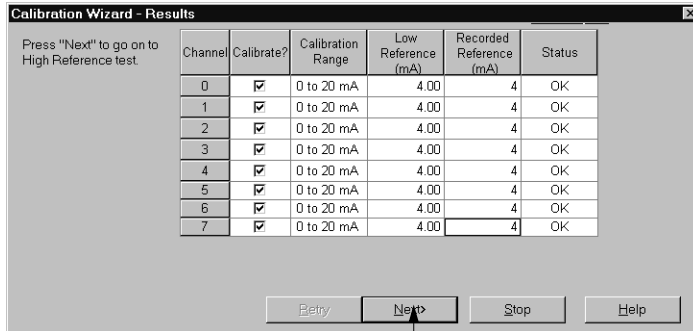 Calibration Wizard - Results
Press "Next" to go on to
High Reference test.
Channel Calibrate? Calibration Range Low Reference (mA) Recorded Reference (mA) Status
0 0 to 20 mA 4.00 4 OK
1 0 to 20 mA 4.00 4 OK
2 0 to 20 mA 4.00 4 OK
3 0 to 20 mA 4.00 4 OK
4 0 to 20 mA 4.00 4 OK
5 0 to 20 mA 4.00 4 OK
6 0 to 20 mA 4.00 4 OK
7 0 to 20 mA 4.00 4 OK
Retry Next> Stop Help